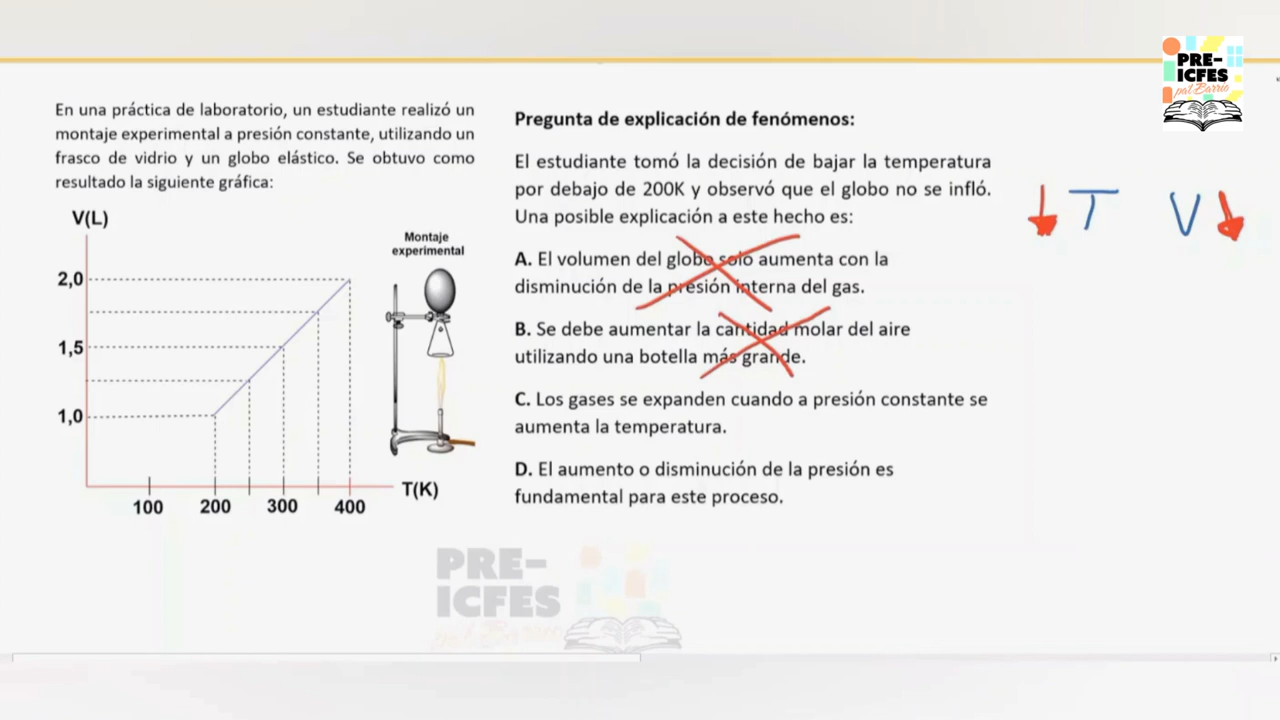 PRE-
ICFES
pa'l Barrio
En una práctica de laboratorio, un estudiante realizó un
montaje experimental a presión constante, utilizando un
frasco de vidrio y un globo elástico. Se obtuvo como
resultado la siguiente gráfica:
V(L)
2,0
1,5
1,0
100 200 300 400
T(K)
Montaje
experimental
Pregunta de explicación de fenómenos:
El estudiante tomó la decisión de bajar la temperatura
por debajo de 200K y observó que el globo no se infló.
Una posible explicación a este hecho es:
A. El volumen del globo solo aumenta con la
disminución de la presión interna del gas.
B. Se debe aumentar la cantidad molar del aire
utilizando una botella más grande.
C. Los gases se expanden cuando a presión constante se
aumenta la temperatura.
D. El aumento o disminución de la presión es
fundamental para este proceso.
T V
PRE-
ICFES
pa'l Barrio